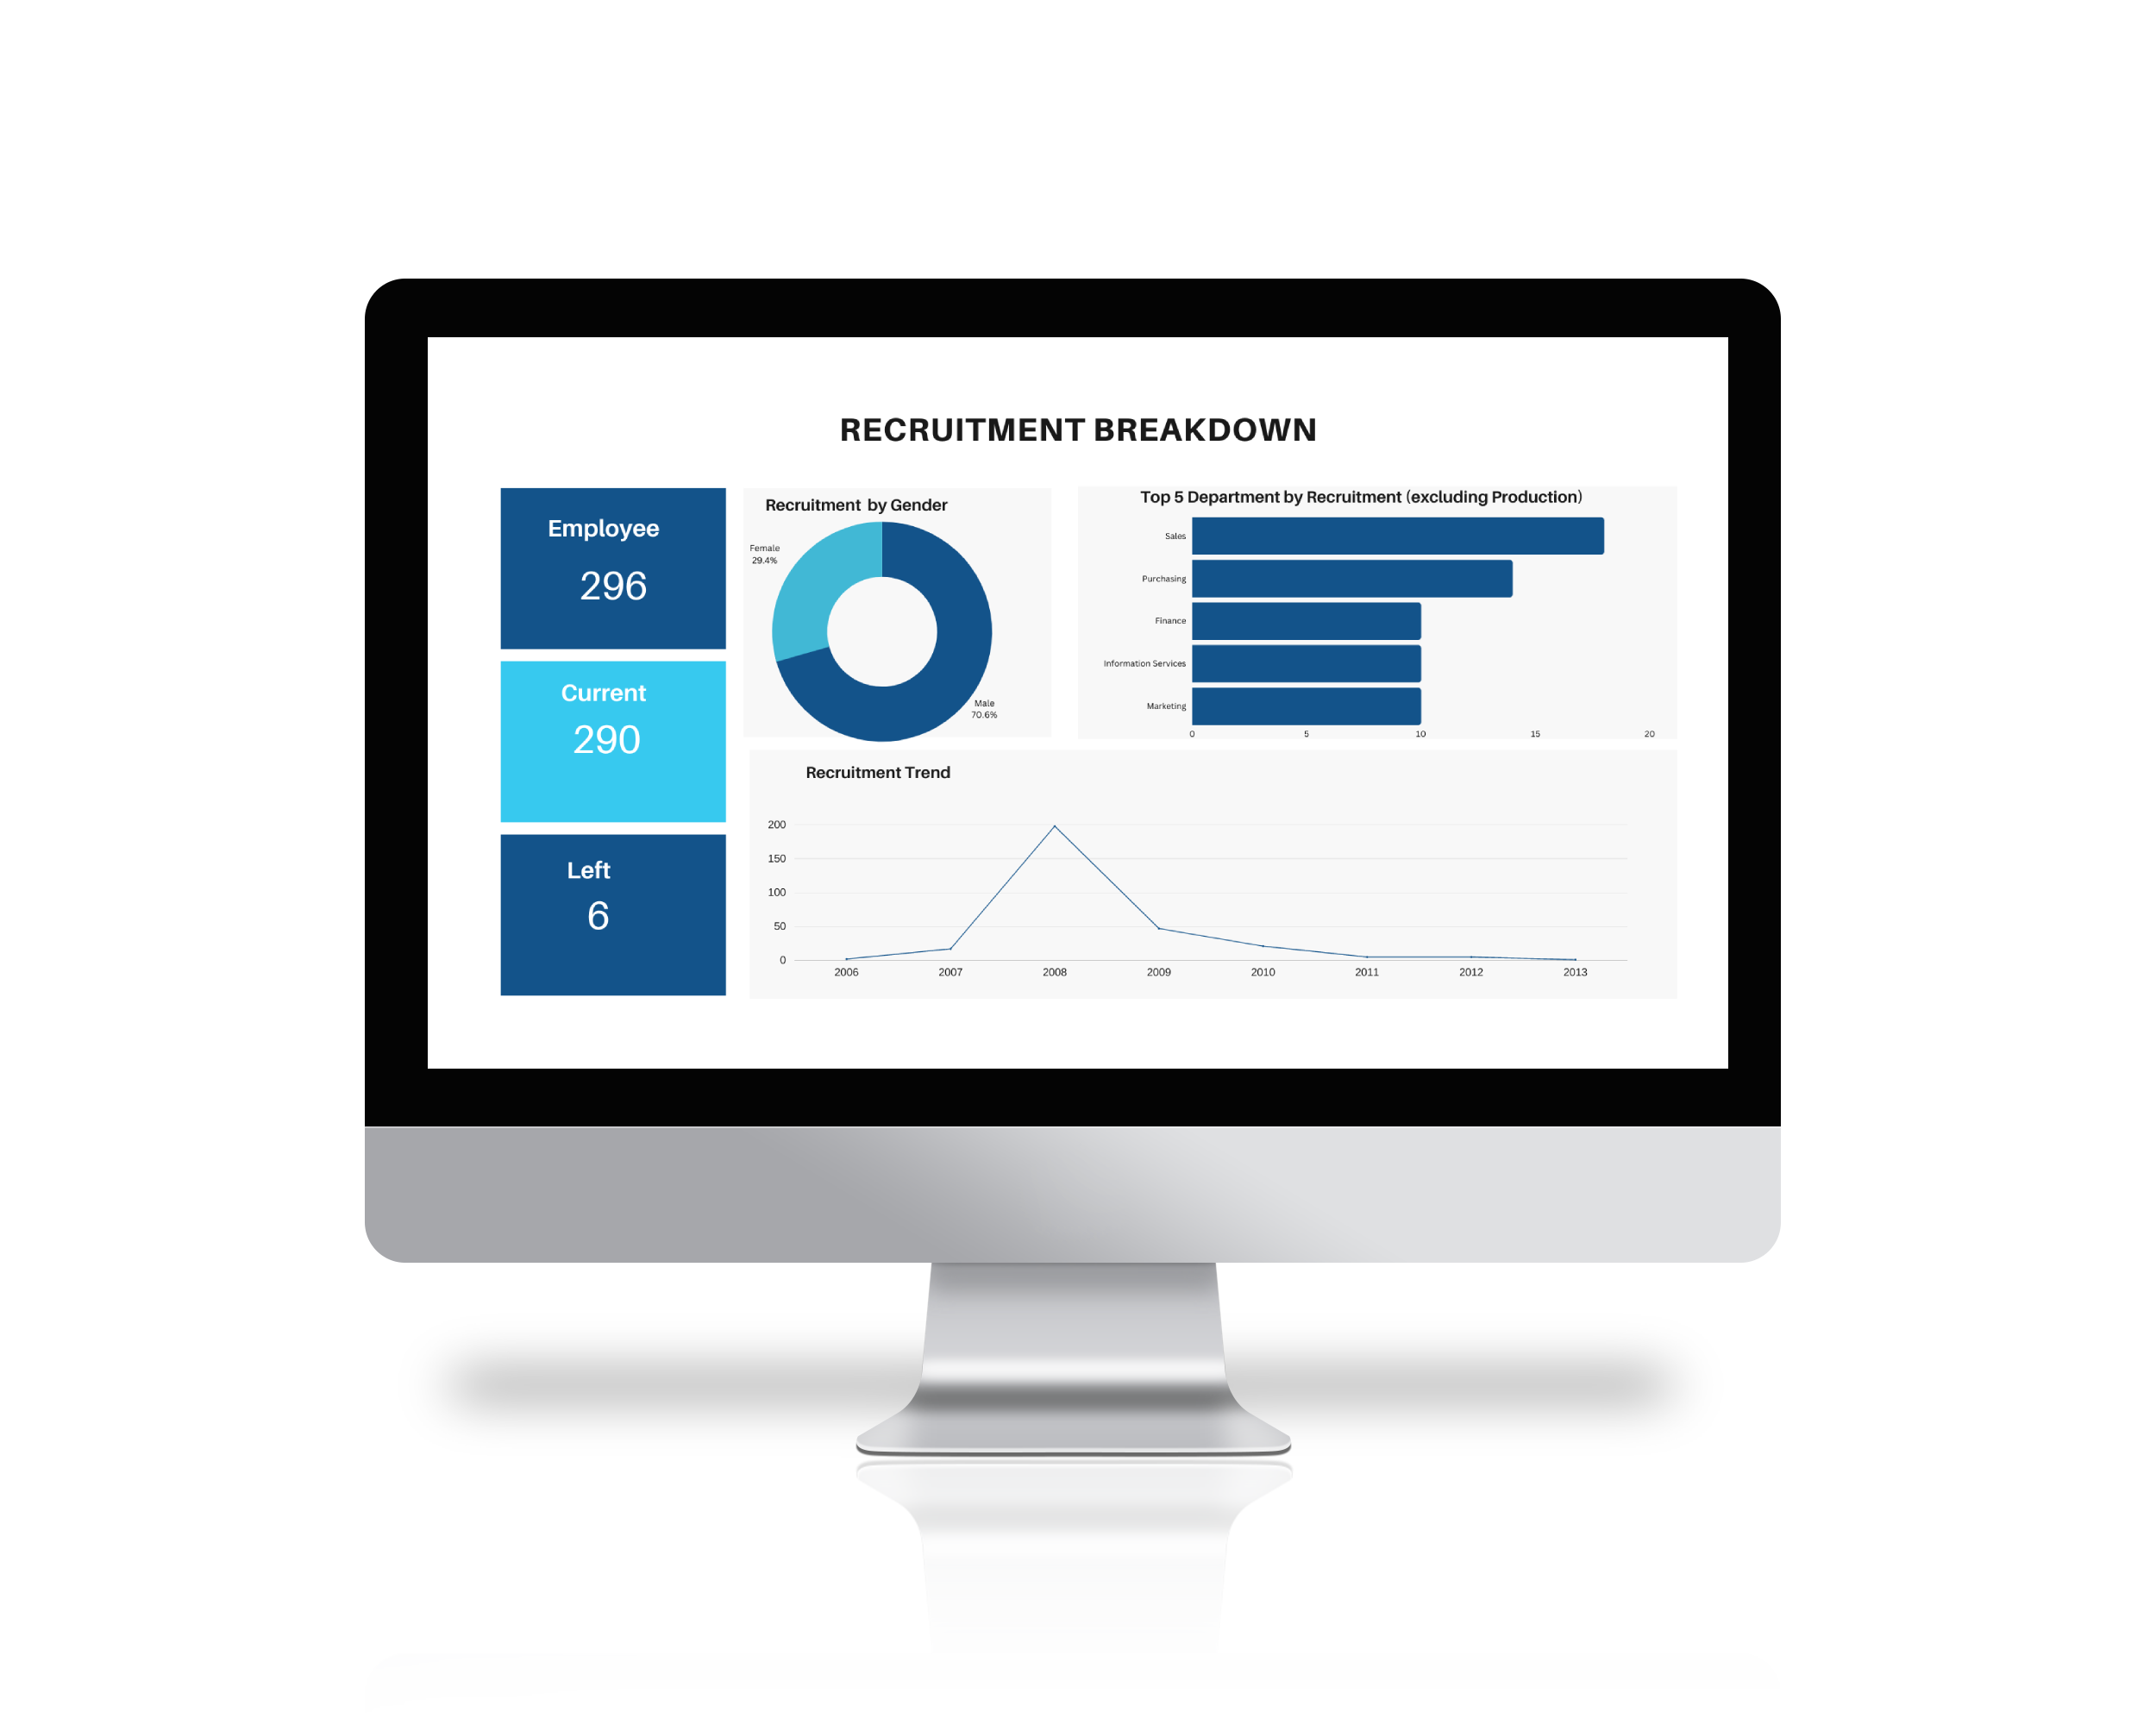 RECRUITMENT BREAKDOWN
Employee
296
Current
290
Left
6
Recruitment by Gender
Female
29.4%
Male
70.6%
Top 5 Department by Recruitment (excluding Production)
Sales
Purchasing
Finance
Information Services
Marketing
0 5 10 15 20
Recruitment Trend
200
150
100
50
0
2006 2007 2008 2009 2010 2011 2012 2013